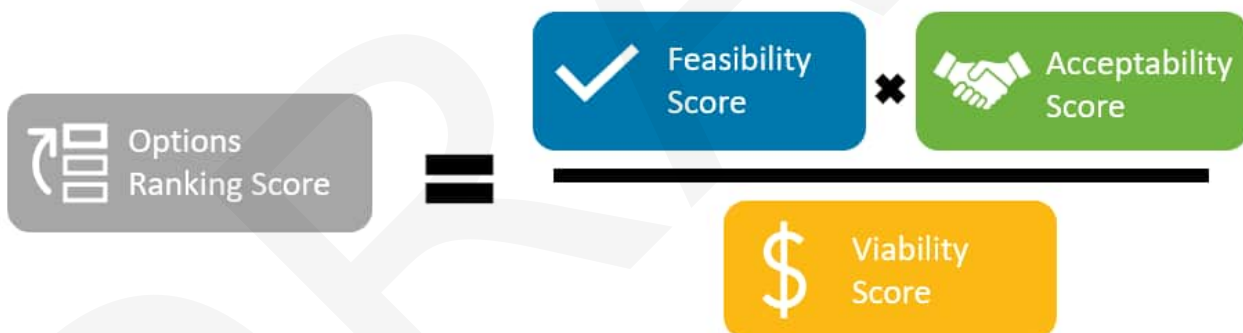 Options
Ranking Score
=
Feasibility
Score
×
Acceptability
Score
$
Viability
Score